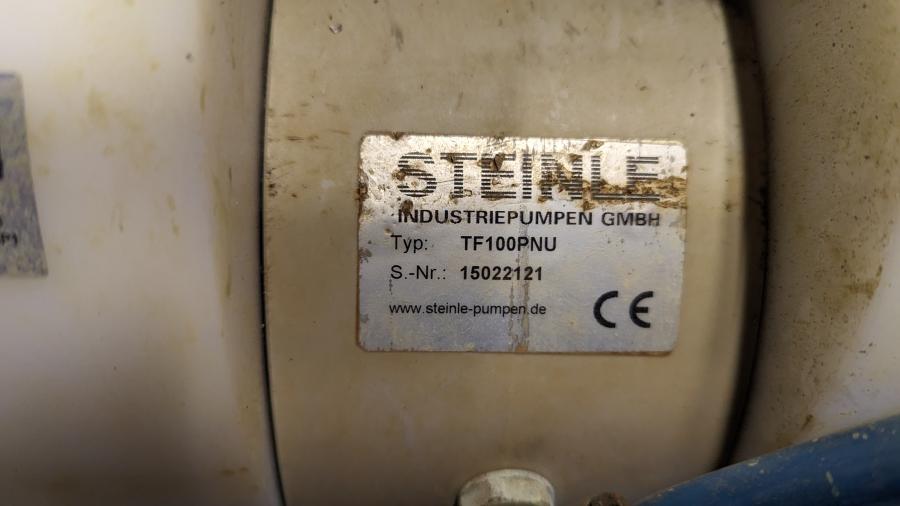 STEINLE
INDUSTRIEPUMPEN GMBH
Typ: TF100PNU
S.-Nr.: 15022121
www.steinle-pumpen.de
CE